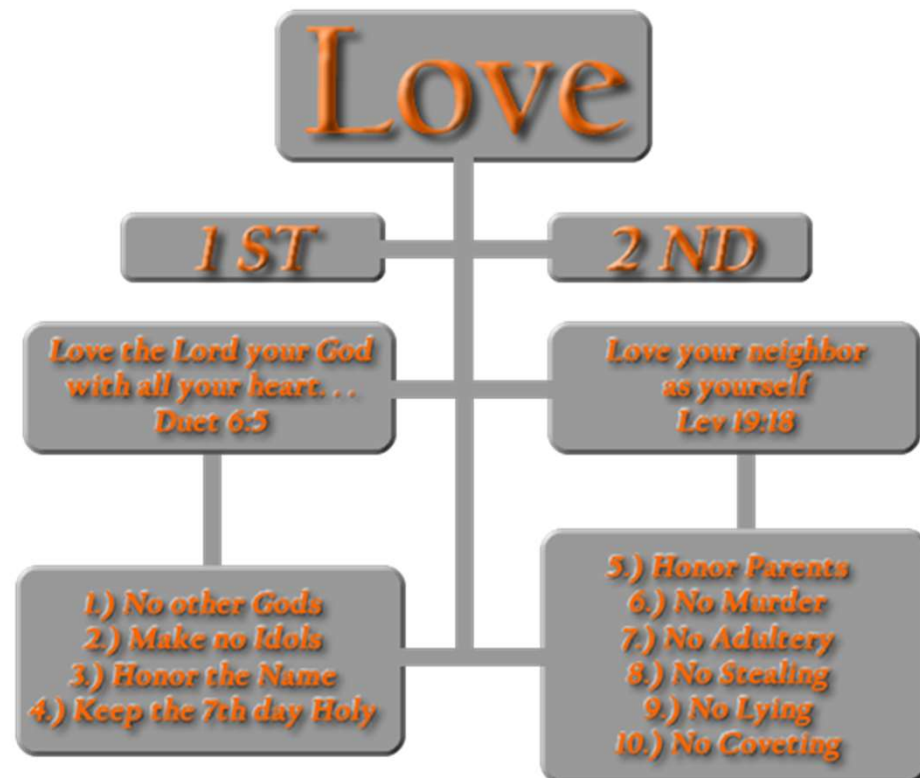 Love
1 ST
2 ND
Love the Lord your God
with all your heart. . .
Duet 6:5
Love your neighbor
as yourself
Lev 19:18
1.) No other Gods
2.) Make no Idols
3.) Honor the Name
4.) Keep the 7th day Holy
5.) Honor Parents
6.) No Murder
7.) No Adultery
8.) No Stealing
9.) No Lying
10.) No Coveting